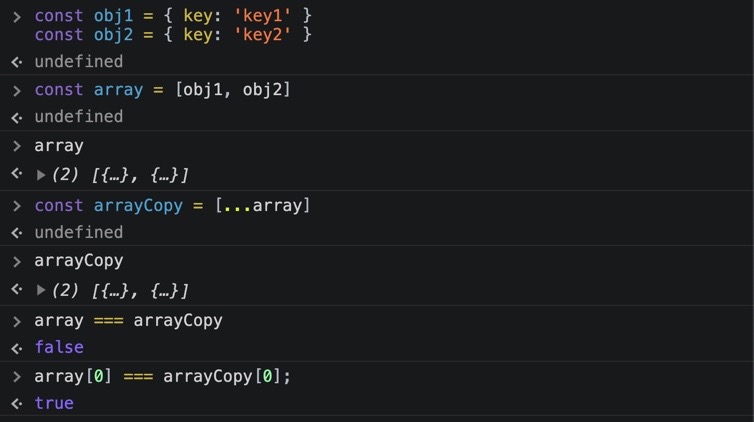 const obj1 = { key: 'key1' }
const obj2 = { key: 'key2' }
undefined
const array = [obj1, obj2]
undefined
array
(2) [{…}, {…}]
const arrayCopy = [...array]
undefined
arrayCopy
(2) [{…}, {…}]
array === arrayCopy
false
array[0] === arrayCopy[0];
true